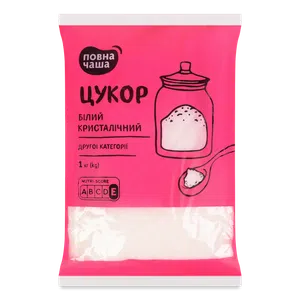 повна
чаша
ЦУКОР
БІЛИЙ
КРИСТАЛІЧНИЙ
ДРУГОЇ КАТЕГОРІЇ
1 кг (kg)
NUTRI-SCORE
A B C D E